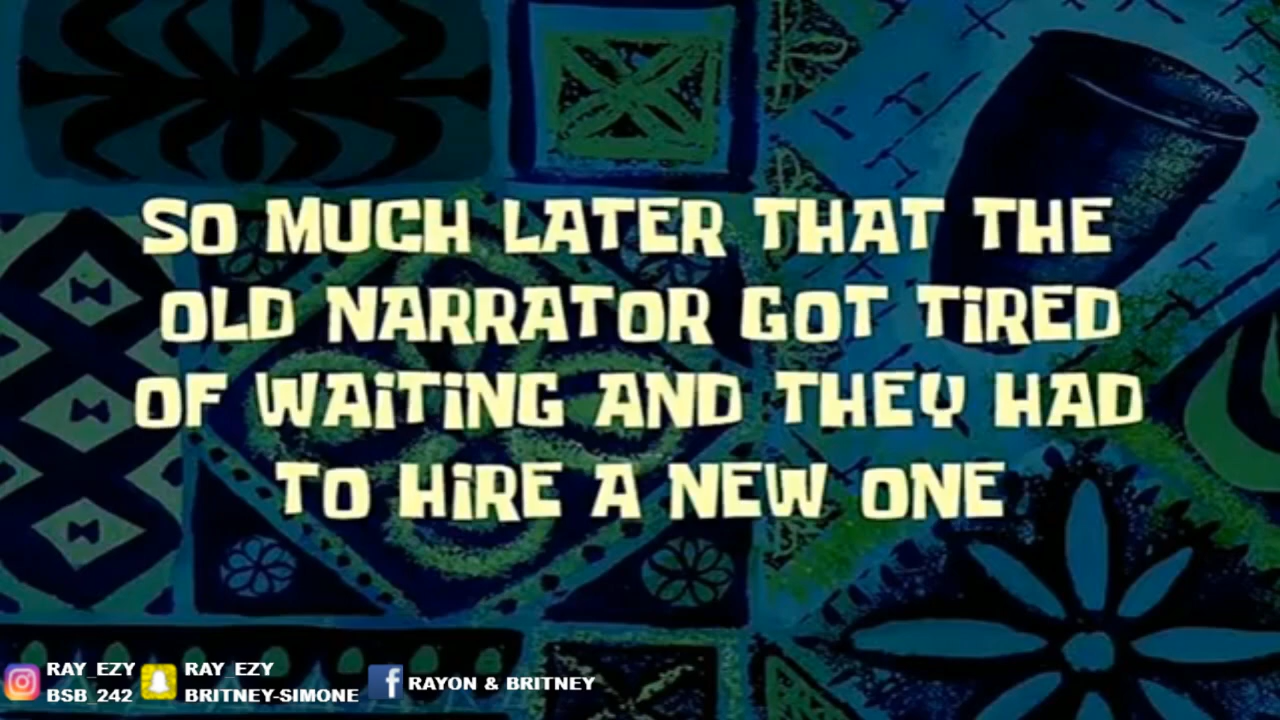 SO MUCH LATER THAT THE
OLD NARRATOR GOT TiRED
OF WAiTiNG AND THEY HAD
TO HiRE A NEW ONE
RAY_EZY
BSB_242
RAY_EZY
BRITNEY-SIMONE
RAYON & BRITNEY